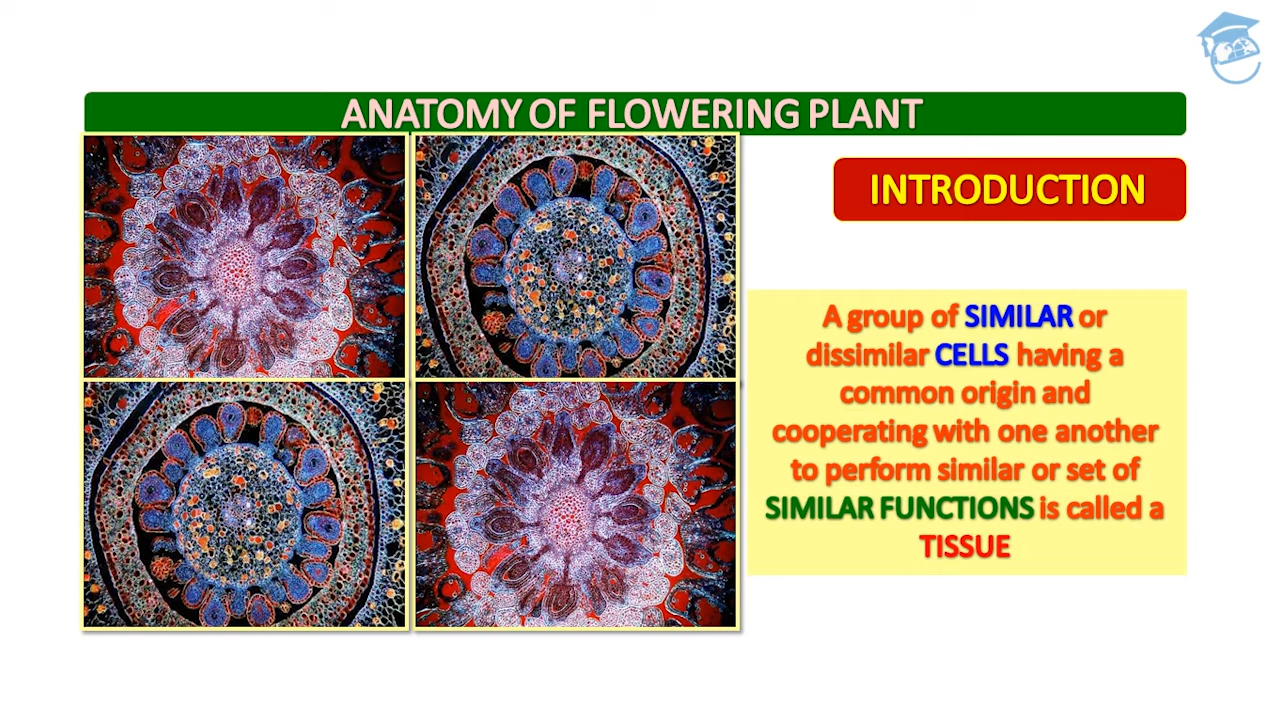 ANATOMY OF FLOWERING PLANT
INTRODUCTION
A group of SIMILAR or
dissimilar CELLS having a
common origin and
cooperating with one another
to perform similar or set of
SIMILAR FUNCTIONS is called a
TISSUE